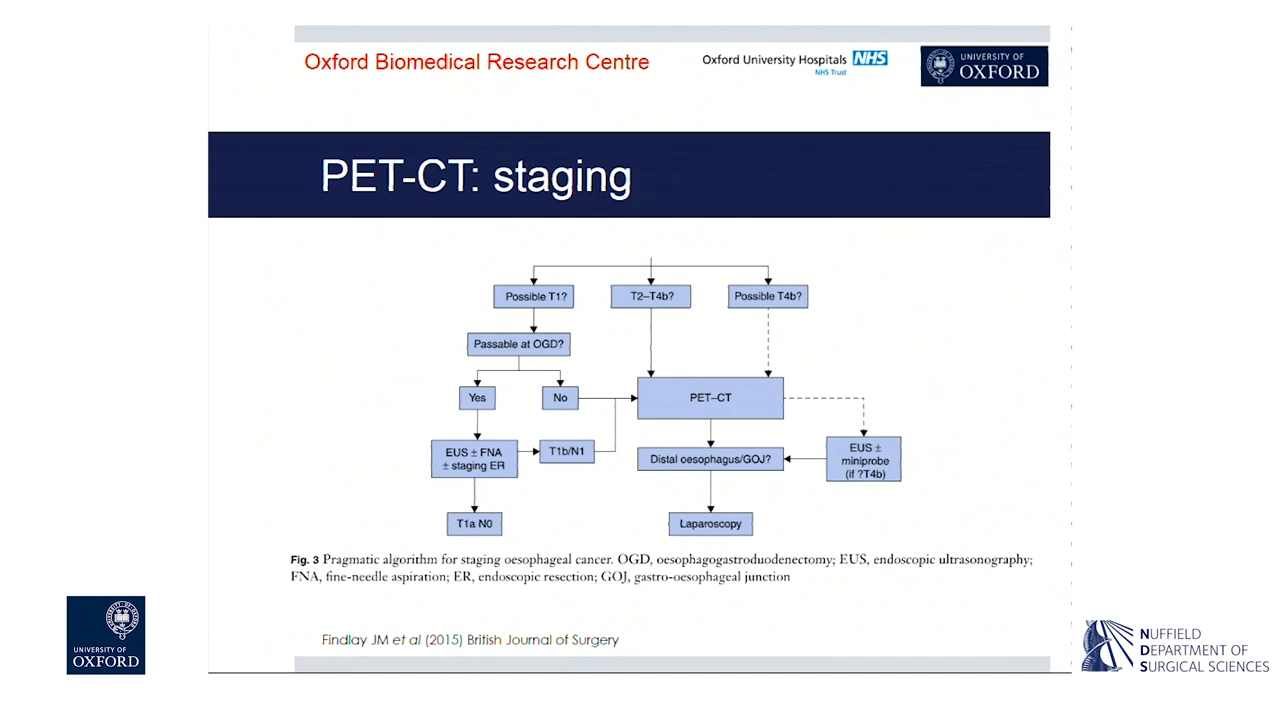 Oxford Biomedical Research Centre
Oxford University Hospitals NHS
NHS Trust
UNIVERSITY OF
OXFORD
PET-CT: staging
Possible T1?
T2–T4b?
Possible T4b?
Passable at OGD?
Yes
No
PET–CT
EUS ± FNA
± staging ER
T1b/N1
Distal oesophagus/GOJ?
EUS ±
miniprobe
(if ?T4b)
T1a N0
Laparoscopy
Fig. 3 Pragmatic algorithm for staging oesophageal cancer. OGD, oesophagogastroduodenectomy; EUS, endoscopic ultrasonography;
FNA, fine-needle aspiration; ER, endoscopic resection; GOJ, gastro-oesophageal junction
Findlay JM et al (2015) British Journal of Surgery
UNIVERSITY OF
OXFORD
NUFFIELD
DEPARTMENT OF
SURGICAL SCIENCES